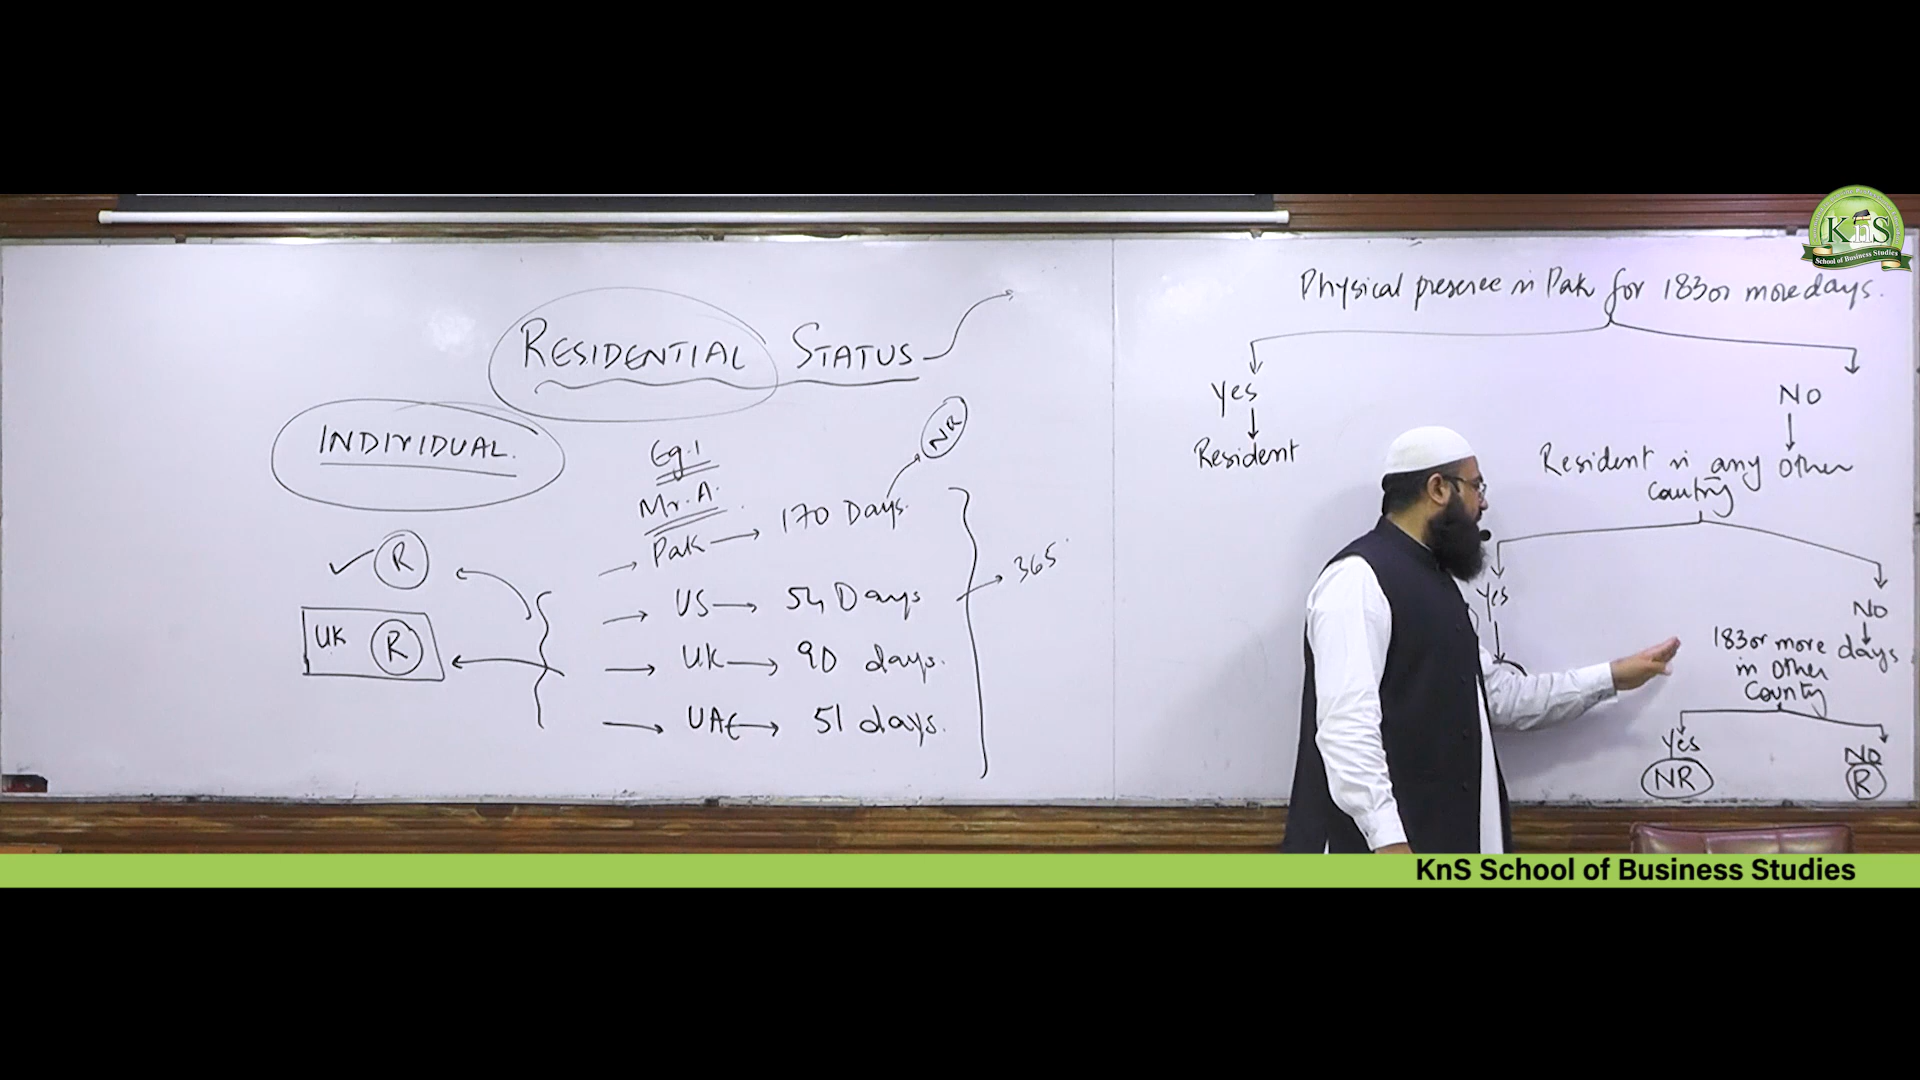 RESIDENTIAL STATUS
INDIVIDUAL.
Eg.1
Mr. A.
NR
Pak → 170 Days.
US → 54 Days
UK → 90 days.
UAE → 51 days.
365
✓ R
UK R
Physical presence in Pak for 183 or more days.
Yes
No
Resident
Resident in any other
Country
Yes
No
183 or more days
in other
County
Yes
No
NR
R
KnS
School of Business Studies
KnS School of Business Studies